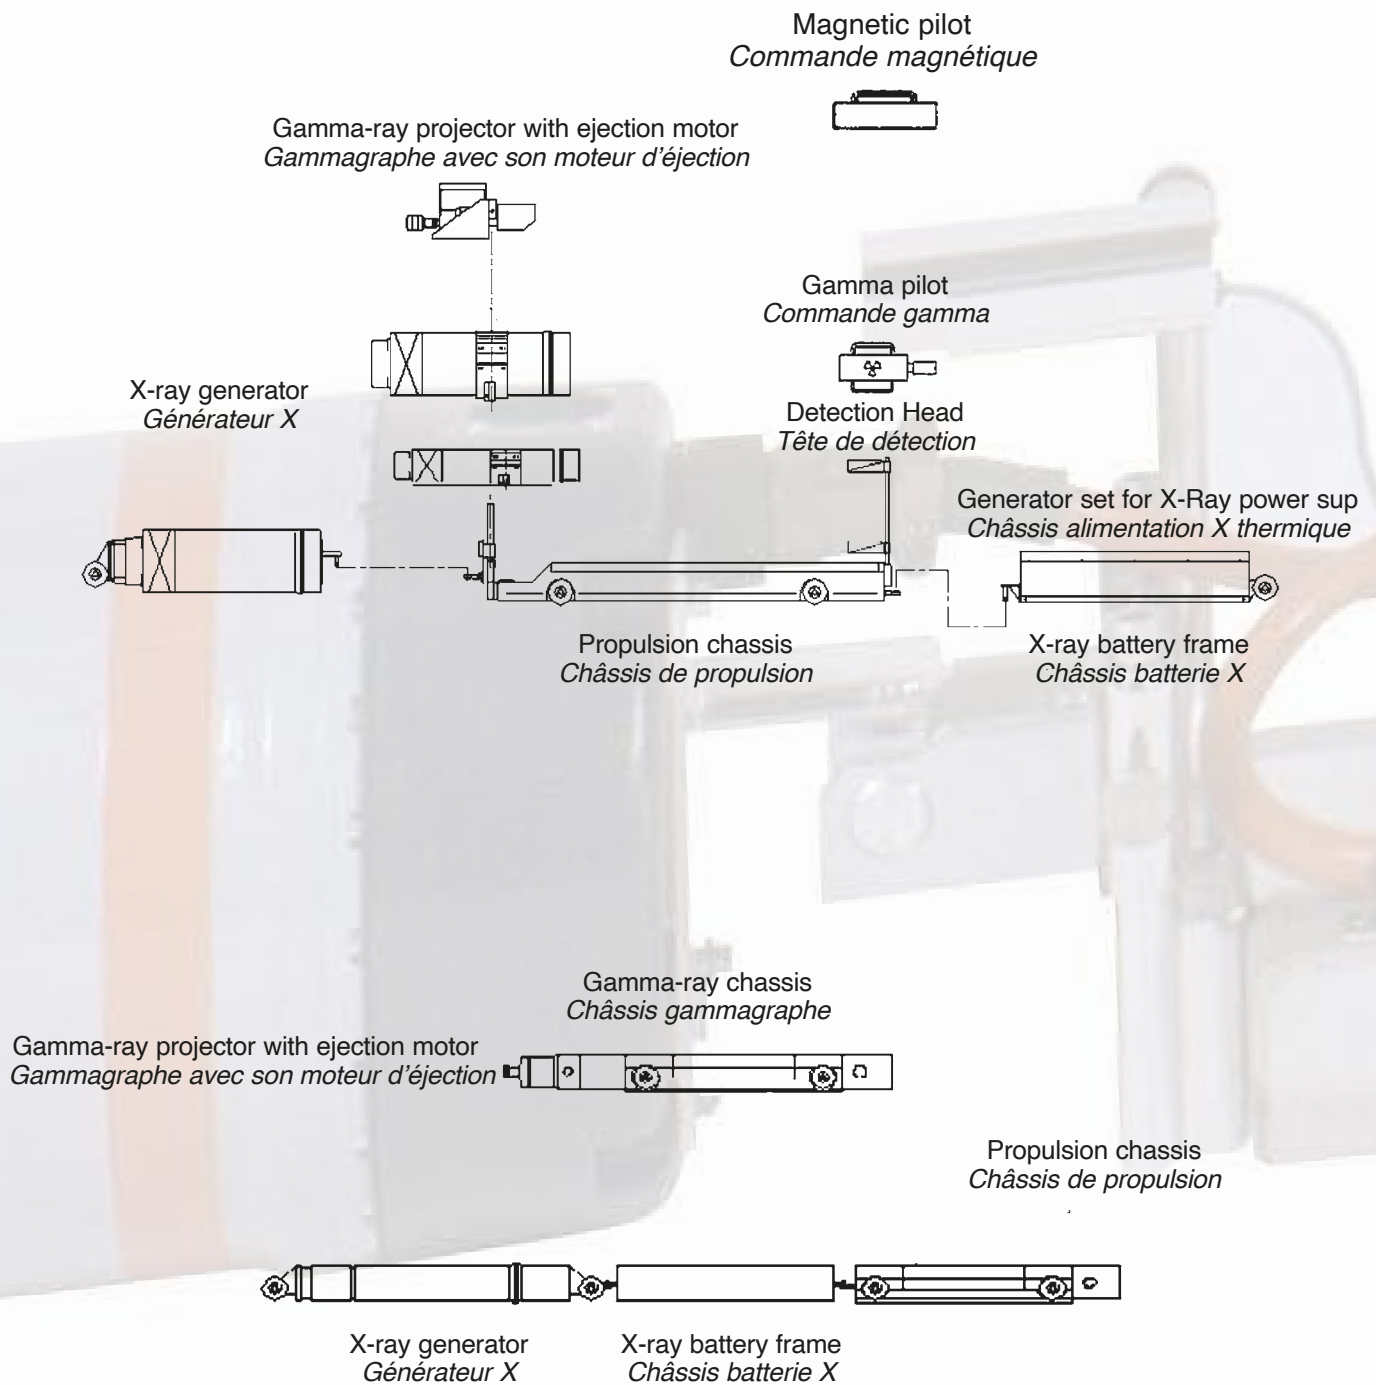 Magnetic pilot
Commande magnétique
Gamma-ray projector with ejection motor
Gammagraphe avec son moteur d'éjection
Gamma pilot
Commande gamma
X-ray generator
Générateur X
Detection Head
Tête de détection
Generator set for X-Ray power sup
Châssis alimentation X thermique
Propulsion chassis
Châssis de propulsion
X-ray battery frame
Châssis batterie X
Gamma-ray chassis
Châssis gammagraphe
Gamma-ray projector with ejection motor
Gammagraphe avec son moteur d'éjection
Propulsion chassis
Châssis de propulsion
X-ray generator
Générateur X
X-ray battery frame
Châssis batterie X